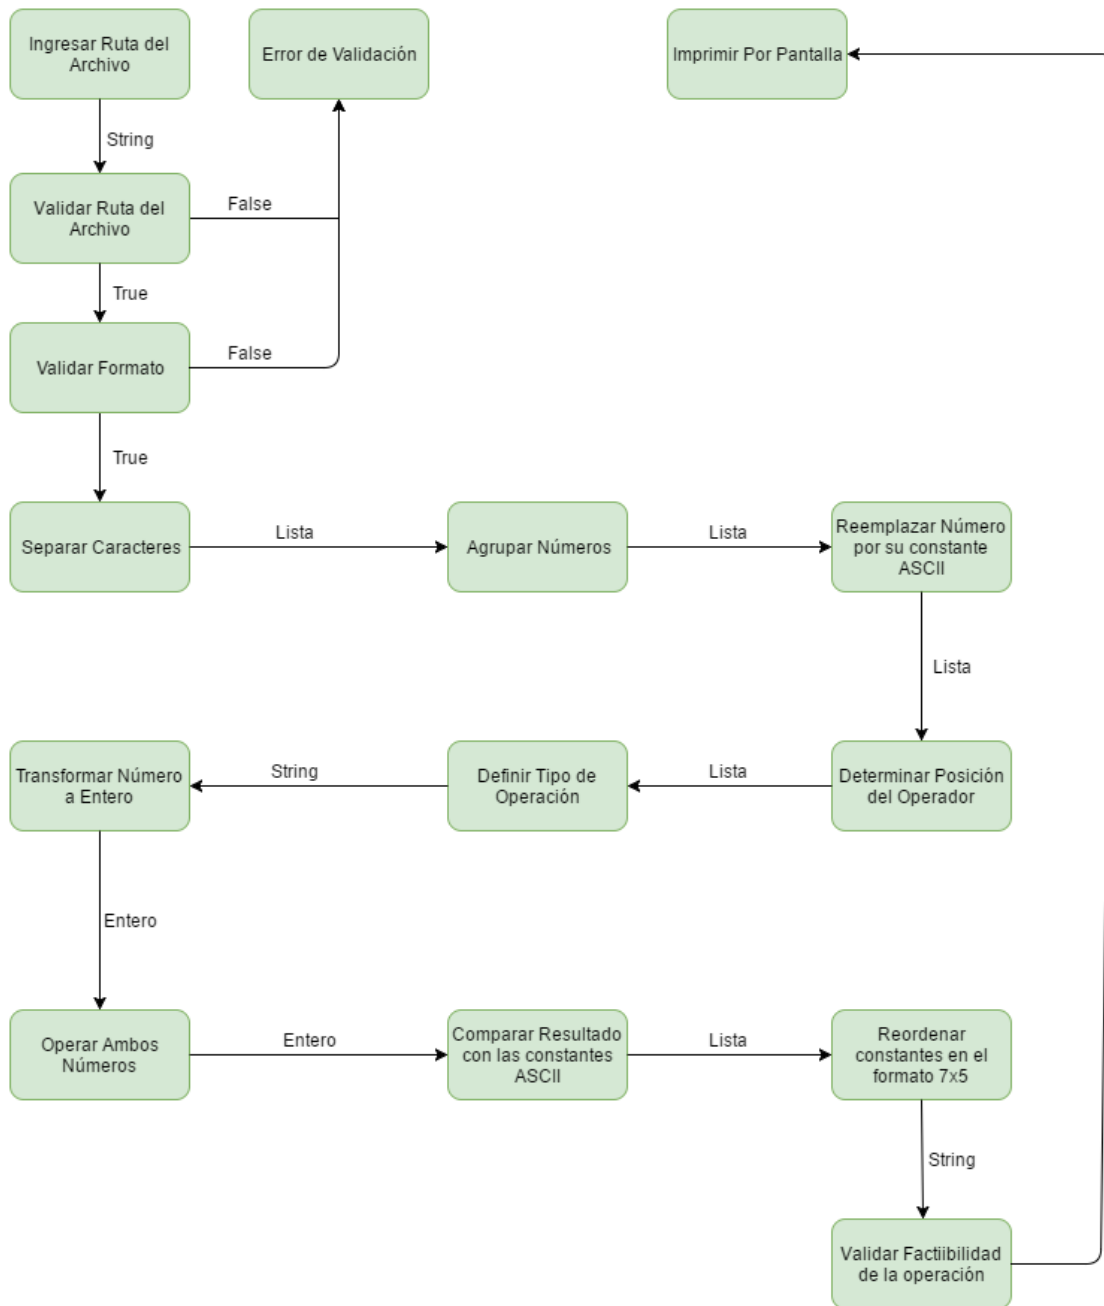 Ingresar Ruta del
Archivo
Error de Validación
Imprimir Por Pantalla
String
Validar Ruta del
Archivo
False
True
Validar Formato
False
True
Separar Caracteres
Lista
Agrupar Números
Lista
Reemplazar Número
por su constante
ASCII
Lista
Transformar Número
a Entero
String
Definir Tipo de
Operación
Lista
Determinar Posición
del Operador
Entero
Operar Ambos
Números
Entero
Comparar Resultado
con las constantes
ASCII
Lista
Reordenar
constantes en el
formato 7x5
String
Validar Factiibilidad
de la operación